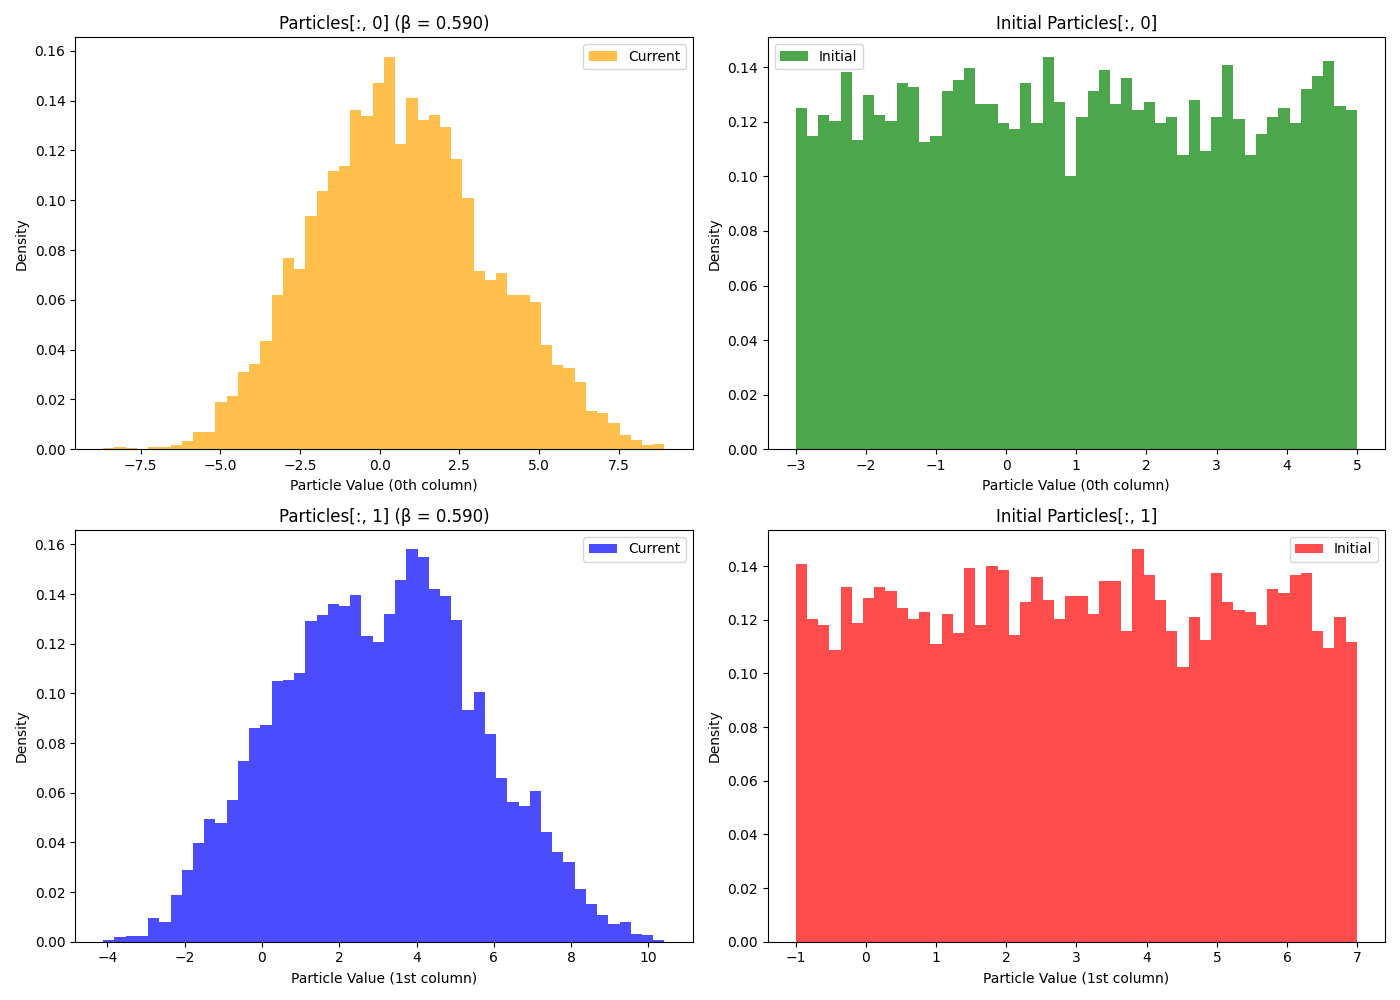 Particles[:, 0] (β = 0.590)
Current
0.16
0.14
0.12
0.10
0.08
0.06
0.04
0.02
0.00
Density
−7.5 −5.0 −2.5 0.0 2.5 5.0 7.5
Particle Value (0th column)
Initial Particles[:, 0]
Initial
0.14
0.12
0.10
0.08
0.06
0.04
0.02
0.00
Density
−3 −2 −1 0 1 2 3 4 5
Particle Value (0th column)
Particles[:, 1] (β = 0.590)
Current
0.16
0.14
0.12
0.10
0.08
0.06
0.04
0.02
0.00
Density
−4 −2 0 2 4 6 8 10
Particle Value (1st column)
Initial Particles[:, 1]
Initial
0.14
0.12
0.10
0.08
0.06
0.04
0.02
0.00
Density
−1 0 1 2 3 4 5 6 7
Particle Value (1st column)